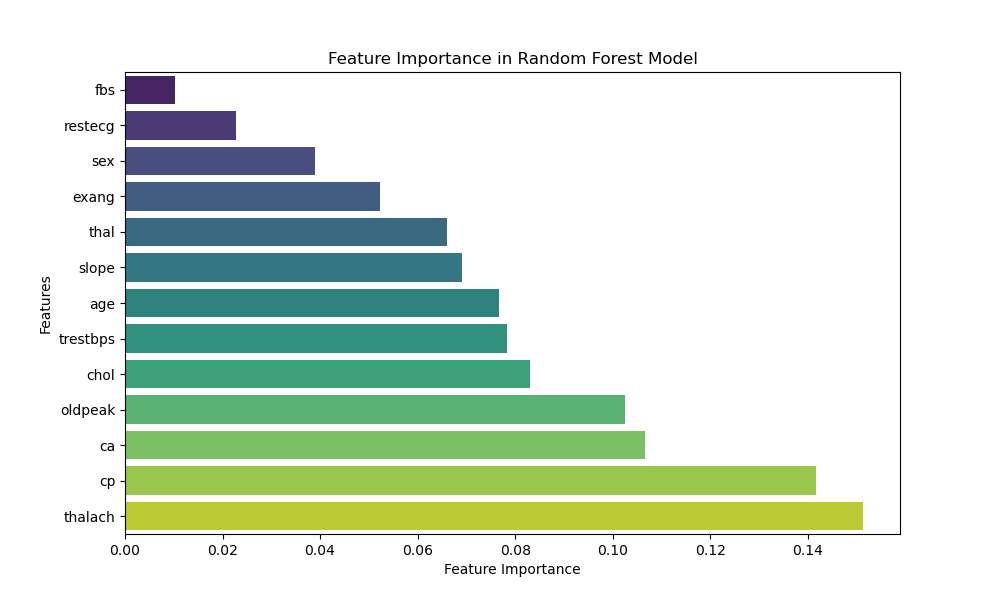 Feature Importance in Random Forest Model
Features
fbs
restecg
sex
exang
thal
slope
age
trestbps
chol
oldpeak
ca
cp
thalach
0.00 0.02 0.04 0.06 0.08 0.10 0.12 0.14
Feature Importance